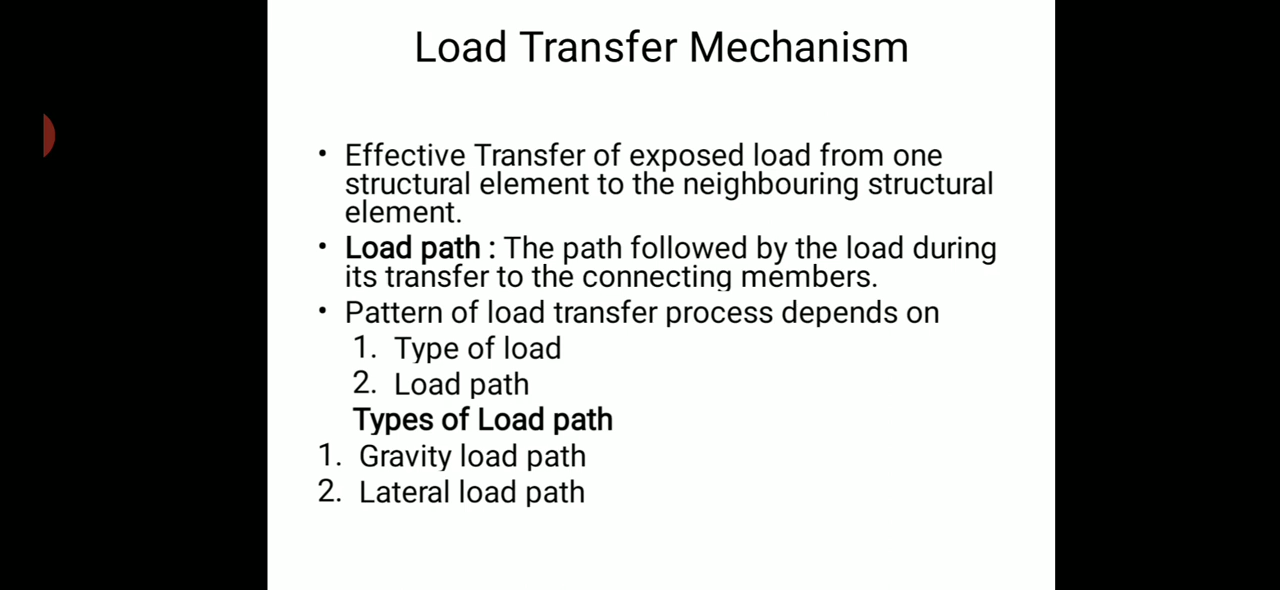 Load Transfer Mechanism
• Effective Transfer of exposed load from one
structural element to the neighbouring structural
element.
• Load path : The path followed by the load during
its transfer to the connecting members.
• Pattern of load transfer process depends on
1. Type of load
2. Load path
Types of Load path
1. Gravity load path
2. Lateral load path